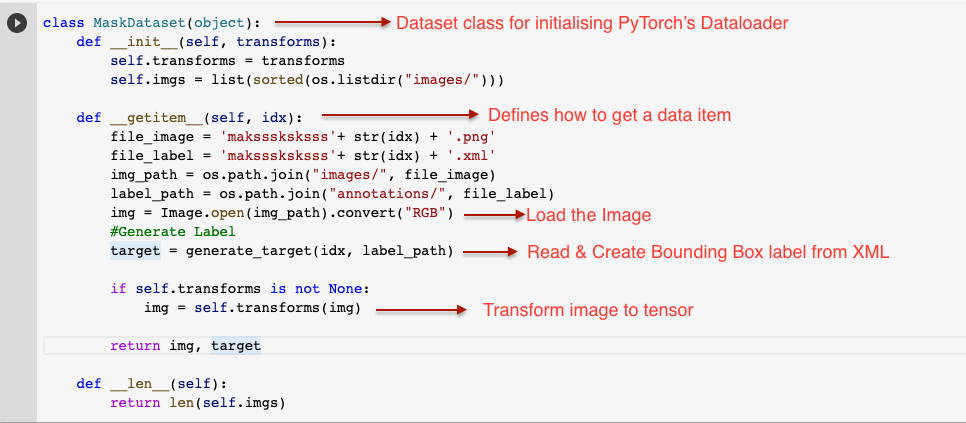 class MaskDataset(object): Dataset class for initialising PyTorch's Dataloader
    def __init__(self, transforms):
        self.transforms = transforms
        self.imgs = list(sorted(os.listdir("images/")))
    def __getitem__(self, idx): Defines how to get a data item
        file_image = 'maksssksksss'+ str(idx) + '.png'
        file_label = 'maksssksksss'+ str(idx) + '.xml'
        img_path = os.path.join("images/", file_image)
        label_path = os.path.join("annotations/", file_label)
        img = Image.open(img_path).convert("RGB") Load the Image
        #Generate Label
        target = generate_target(idx, label_path) Read & Create Bounding Box label from XML
        if self.transforms is not None:
            img = self.transforms(img) Transform image to tensor
        return img, target
    def __len__(self):
        return len(self.imgs)